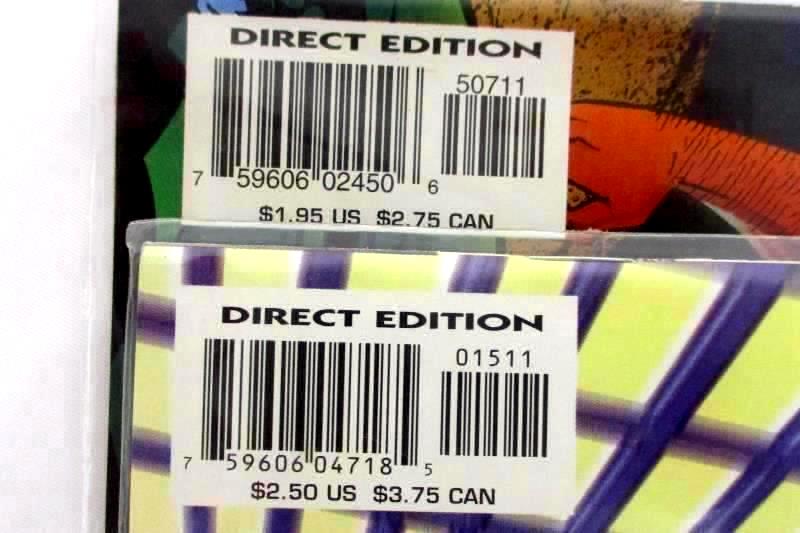 DIRECT EDITION
50711
7 59606 02450 6
$1.95 US $2.75 CAN
DIRECT EDITION
01511
7 59606 04718 5
$2.50 US $3.75 CAN